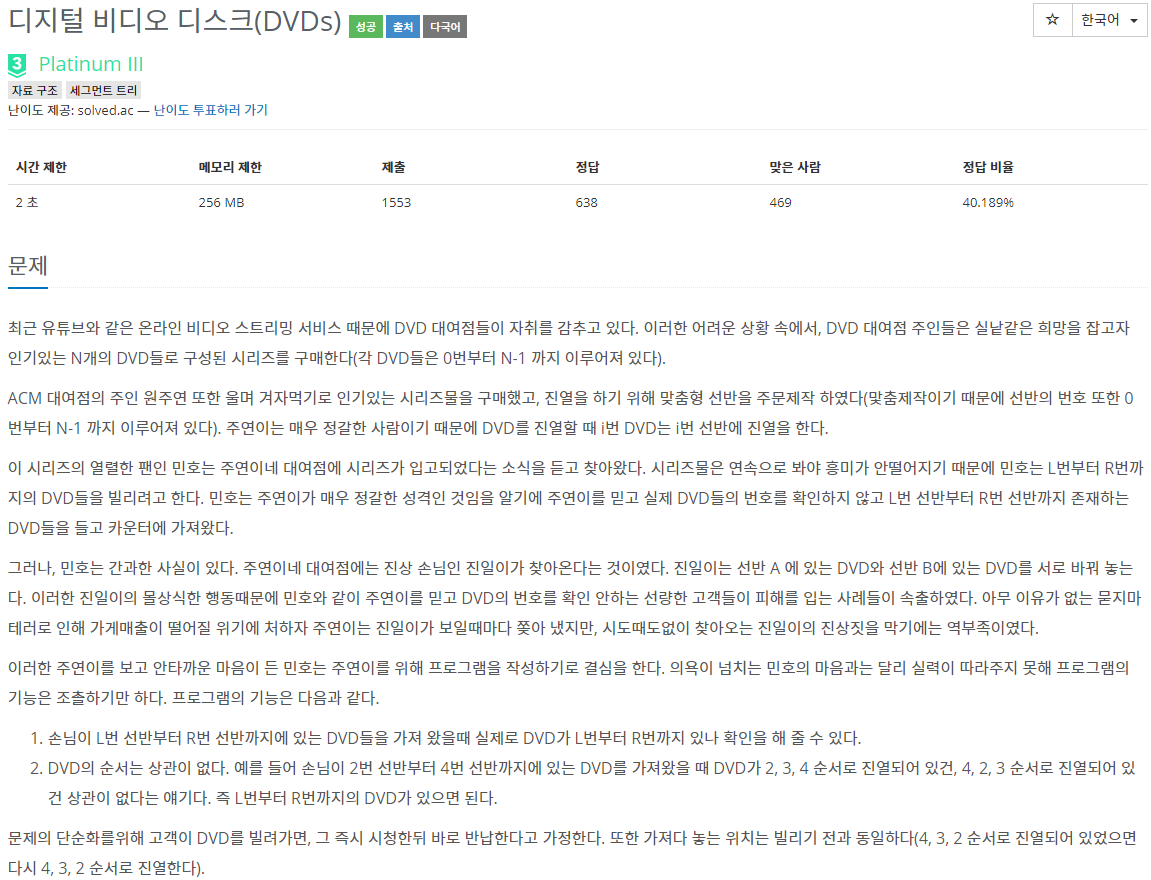 디지털 비디오 디스크(DVDs) 성공 출처 다국어
☆ 한국어
3 Platinum III
자료 구조 세그먼트 트리
난이도 제공: solved.ac — 난이도 투표하러 가기
시간 제한 메모리 제한 제출 정답 맞은 사람 정답 비율
2 초 256 MB 1553 638 469 40.189%
문제
최근 유튜브와 같은 온라인 비디오 스트리밍 서비스 때문에 DVD 대여점들이 자취를 감추고 있다. 이러한 어려운 상황 속에서, DVD 대여점 주인들은 실낱같은 희망을 잡고자
인기있는 N개의 DVD들로 구성된 시리즈를 구매한다(각 DVD들은 0번부터 N-1 까지 이루어져 있다).
ACM 대여점의 주인 원주연 또한 울며 겨자먹기로 인기있는 시리즈물을 구매했고, 진열을 하기 위해 맞춤형 선반을 주문제작 하였다(맞춤제작이기 때문에 선반의 번호 또한 0
번부터 N-1 까지 이루어져 있다). 주연이는 매우 정갈한 사람이기 때문에 DVD를 진열할 때 i번 DVD는 i번 선반에 진열을 한다.
이 시리즈의 열렬한 팬인 민호는 주연이네 대여점에 시리즈가 입고되었다는 소식을 듣고 찾아왔다. 시리즈물은 연속으로 봐야 흥미가 안떨어지기 때문에 민호는 L번부터 R번까
지의 DVD들을 빌리려고 한다. 민호는 주연이가 매우 정갈한 성격인 것임을 알기에 주연이를 믿고 실제 DVD들의 번호를 확인하지 않고 L번 선반부터 R번 선반까지 존재하는
DVD들을 들고 카운터에 가져왔다.
그러나, 민호는 간과한 사실이 있다. 주연이네 대여점에는 진상 손님인 진일이가 찾아온다는 것이였다. 진일이는 선반 A 에 있는 DVD와 선반 B에 있는 DVD를 서로 바꿔 놓는
다. 이러한 진일이의 몰상식한 행동때문에 민호와 같이 주연이를 믿고 DVD의 번호를 확인 안하는 선량한 고객들이 피해를 입는 사례들이 속출하였다. 아무 이유가 없는 묻지마
테러로 인해 가게매출이 떨어질 위기에 처하자 주연이는 진일이가 보일때마다 쫒아 냈지만, 시도때도없이 찾아오는 진일이의 진상짓을 막기에는 역부족이였다.
이러한 주연이를 보고 안타까운 마음이 든 민호는 주연이를 위해 프로그램을 작성하기로 결심을 한다. 의욕이 넘치는 민호의 마음과는 달리 실력이 따라주지 못해 프로그램의
기능은 조촐하기만 하다. 프로그램의 기능은 다음과 같다.
1. 손님이 L번 선반부터 R번 선반까지에 있는 DVD들을 가져 왔을때 실제로 DVD가 L번부터 R번까지 있나 확인을 해 줄 수 있다.
2. DVD의 순서는 상관이 없다. 예를 들어 손님이 2번 선반부터 4번 선반까지에 있는 DVD를 가져왔을 때 DVD가 2, 3, 4 순서로 진열되어 있건, 4, 2, 3 순서로 진열되어 있
건 상관이 없다는 얘기다. 즉 L번부터 R번까지의 DVD가 있으면 된다.
문제의 단순화를위해 고객이 DVD를 빌려가면, 그 즉시 시청한뒤 바로 반납한다고 가정한다. 또한 가져다 놓는 위치는 빌리기 전과 동일하다(4, 3, 2 순서로 진열되어 있었으면
다시 4, 3, 2 순서로 진열한다).